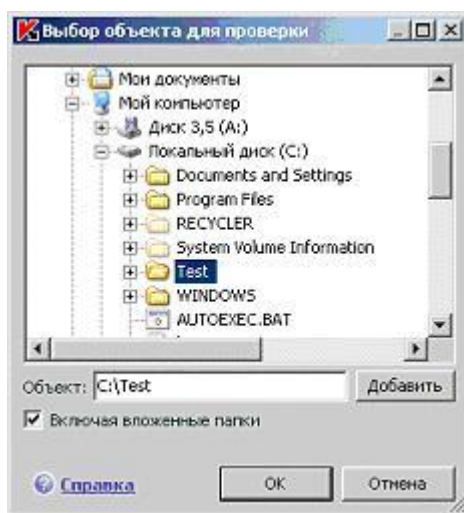 Выбор объекта для проверки
Мои документы
Мой компьютер
Диск 3,5 (A:)
Локальный диск (C:)
Documents and Settings
Program Files
RECYCLER
System Volume Information
Test
WINDOWS
AUTOEXEC.BAT
Объект: C:\Test Добавить
Включая вложенные папки
Справка ОК Отмена